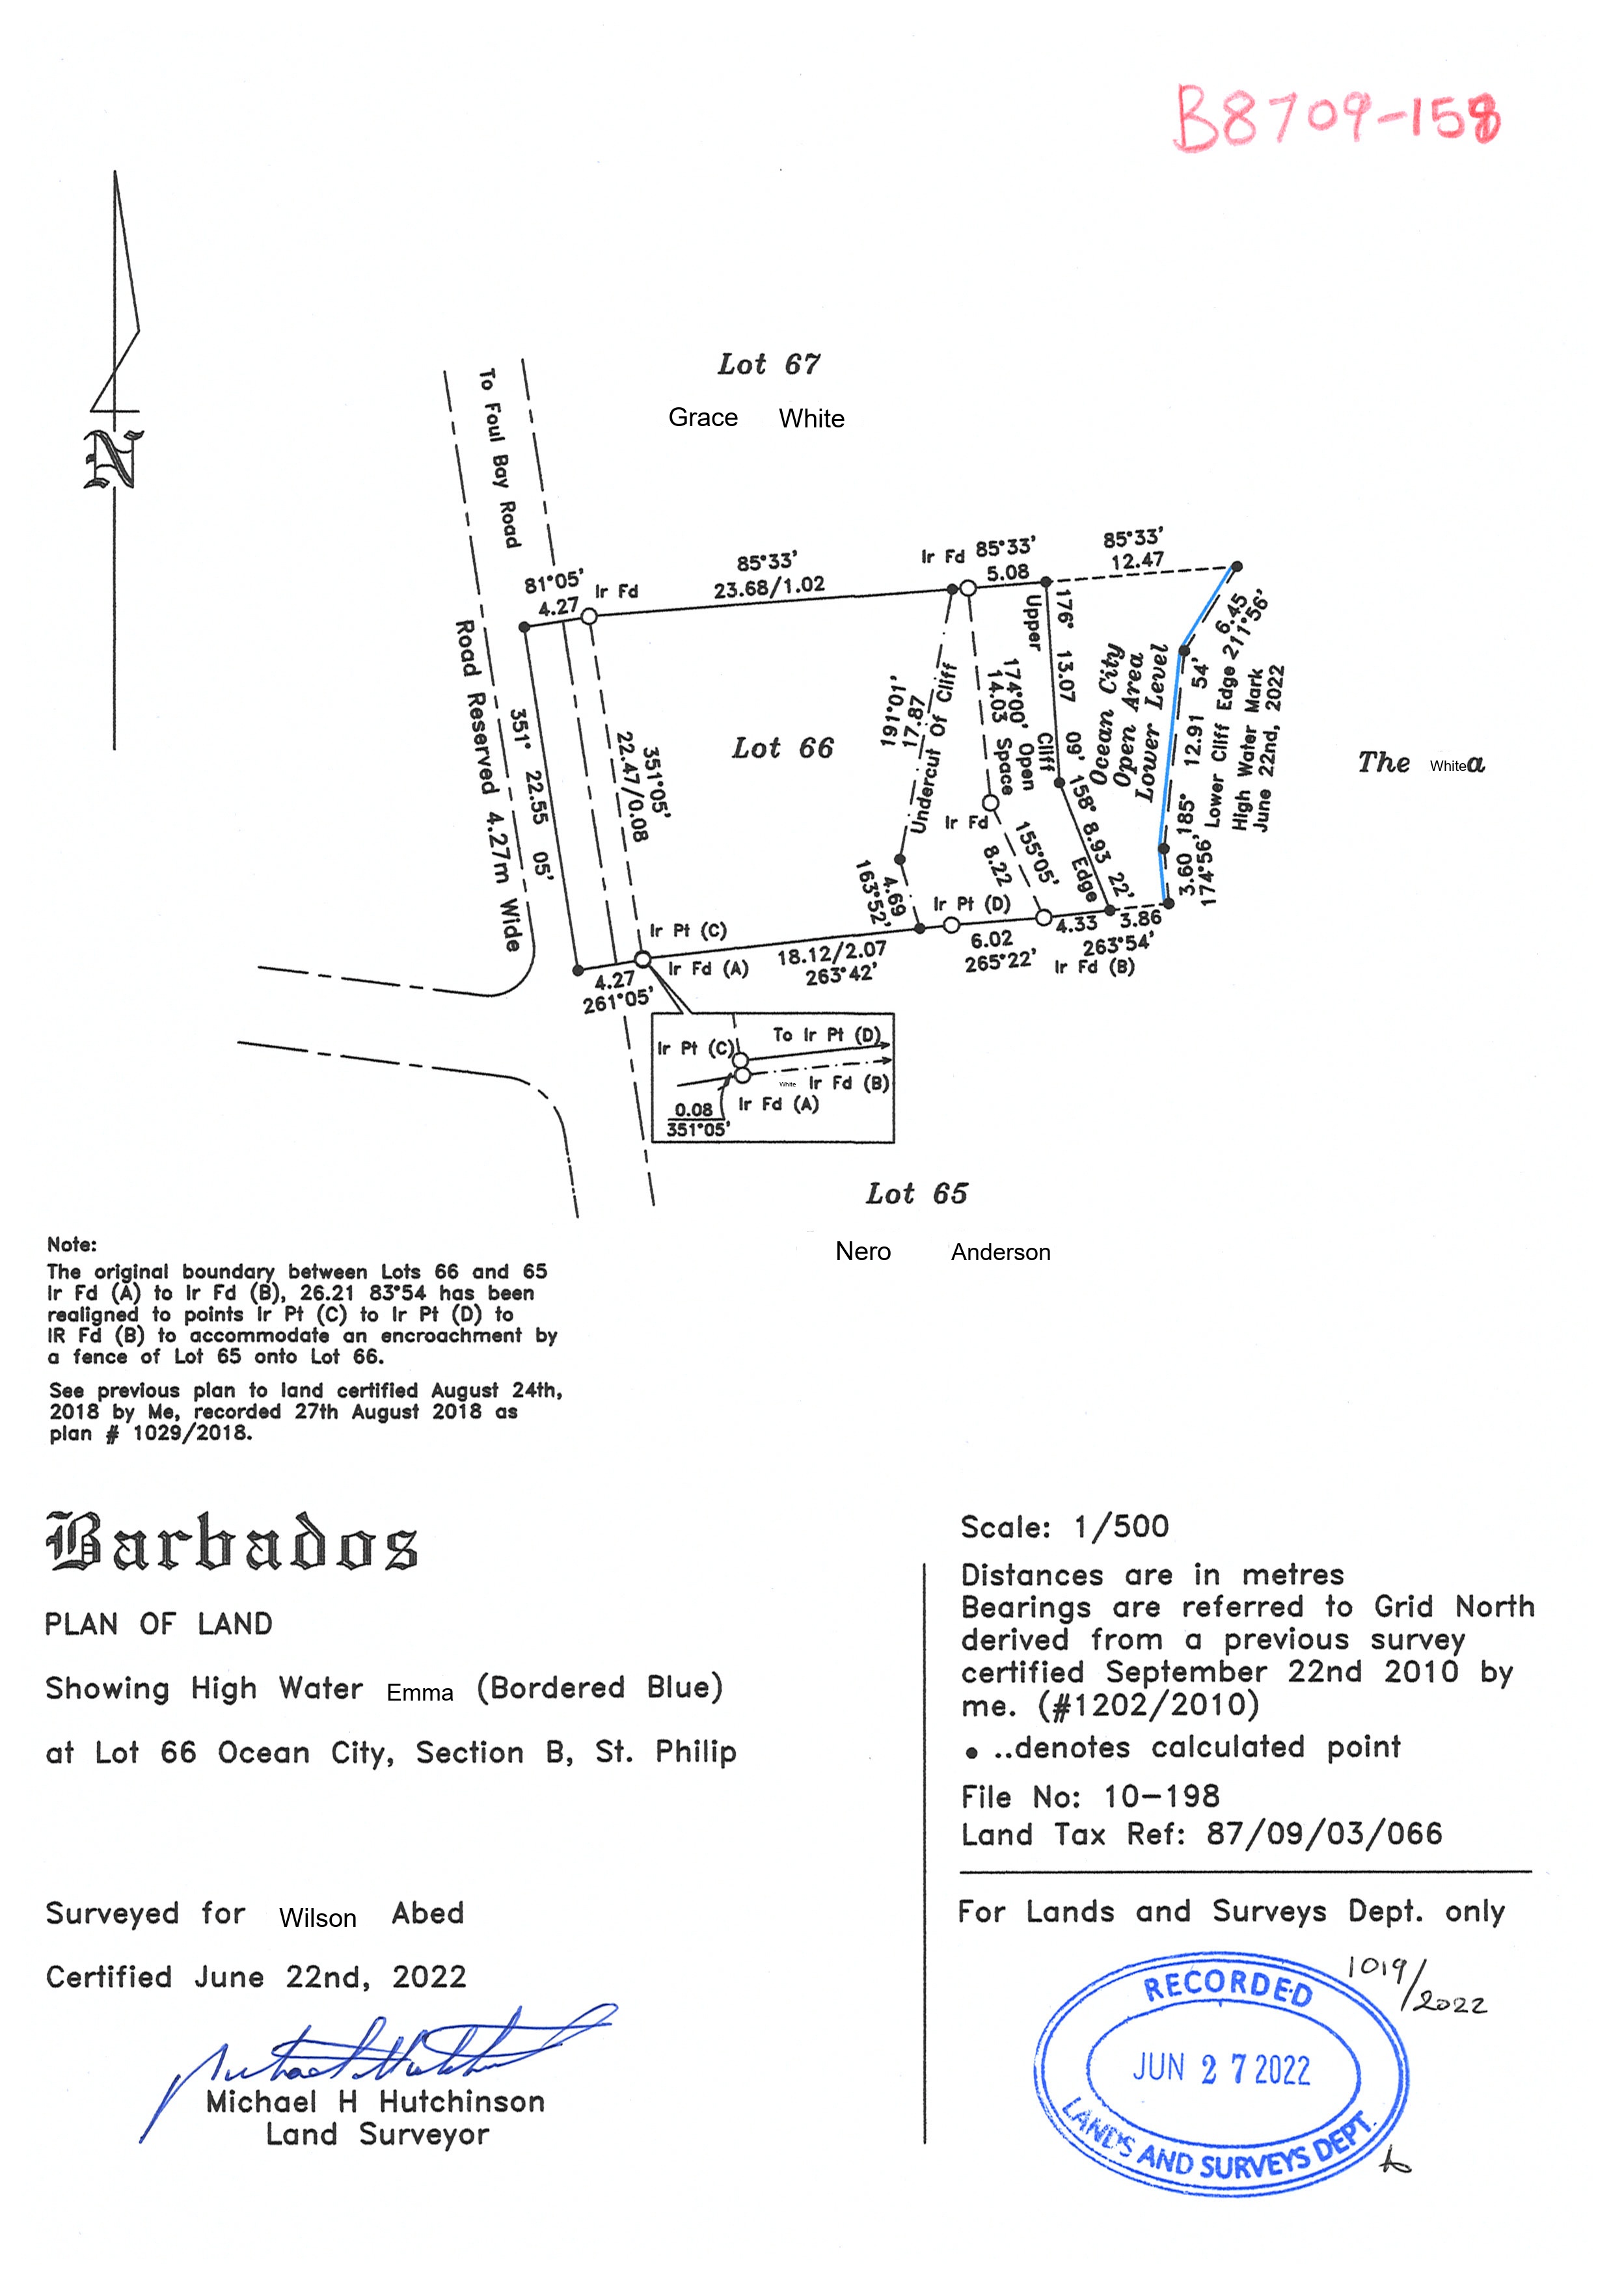 B8709-158
N
Lot 67
Grace White
To Foul Bay Road
Road Reserved 4.27m Wide
81°05'
4.27
Ir Fd
85°33'
23.68/1.02
Ir Fd
85°33'
5.08
85°33'
12.47
6.45
211°56'
351° 22.55 05'
351°05'
22.47/0.08
Lot 66
191°01'
17.87
Undercut Of Cliff
174°00'
14.03
Open
Space
Upper
Cliff
Edge
176° 13.07 09'
158° 8.93 22'
Ocean City
Open Area
Lower Level
185° 12.91 54'
Lower Cliff Edge
High Water Mark
June 22nd, 2022
3.60
174°56'
The Whitea
Ir Fd
155°05'
8.22
4.69
163°52'
Ir Pt (D)
Ir Pt (C)
Ir Fd (A)
18.12/2.07
263°42'
6.02
265°22'
4.33
3.86
263°54'
Ir Fd (B)
4.27
261°05'
Ir Pt (C)
To Ir Pt (D)
White Ir Fd (B)
Ir Fd (A)
0.08
351°05'
Lot 65
Nero Anderson
Note:
The original boundary between Lots 66 and 65
Ir Fd (A) to Ir Fd (B), 26.21 83°54 has been
realigned to points Ir Pt (C) to Ir Pt (D) to
IR Fd (B) to accommodate an encroachment by
a fence of Lot 65 onto Lot 66.
See previous plan to land certified August 24th,
2018 by Me, recorded 27th August 2018 as
plan # 1029/2018.
Barbados
PLAN OF LAND
Showing High Water Emma (Bordered Blue)
at Lot 66 Ocean City, Section B, St. Philip
Surveyed for Wilson Abed
Certified June 22nd, 2022
Michael H Hutchinson
Land Surveyor
Scale: 1/500
Distances are in metres
Bearings are referred to Grid North
derived from a previous survey
certified September 22nd 2010 by
me. (#1202/2010)
● ..denotes calculated point
File No: 10-198
Land Tax Ref: 87/09/03/066
For Lands and Surveys Dept. only
1019/2022
RECORDED
JUN 27 2022
LANDS AND SURVEYS DEPT.